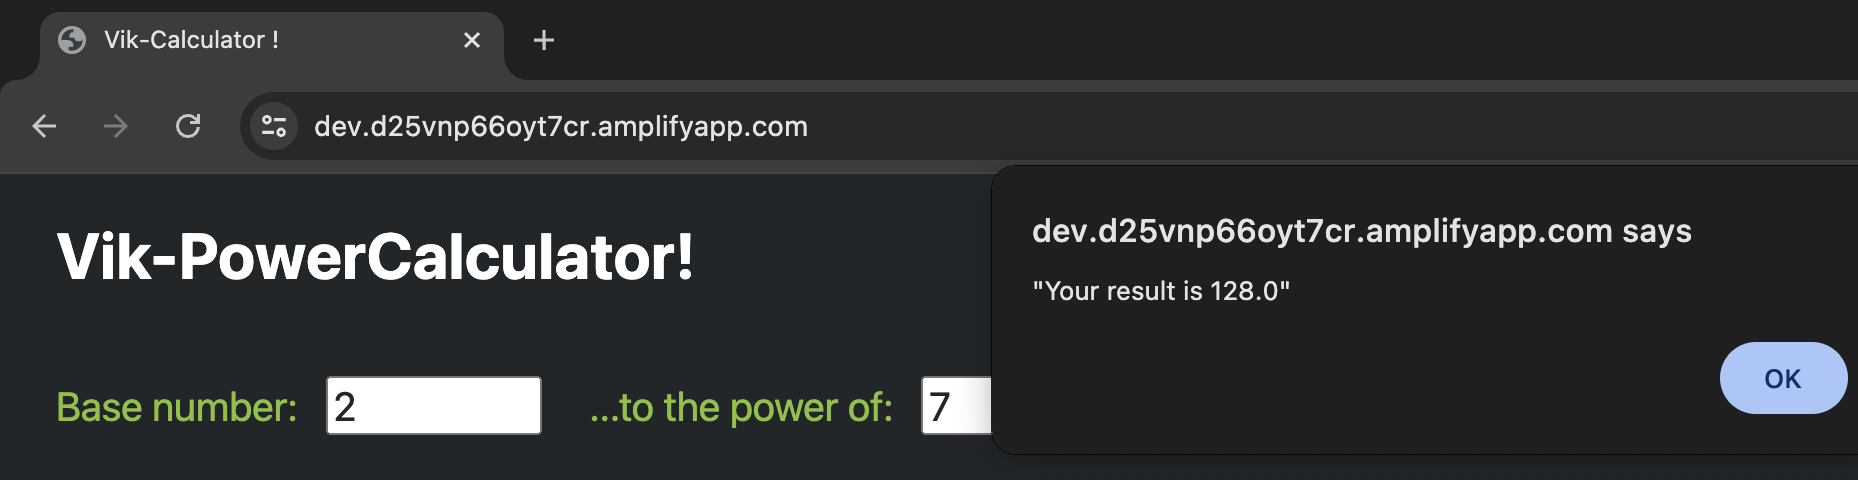 Vik-Calculator !
dev.d25vnp66oyt7cr.amplifyapp.com
dev.d25vnp66oyt7cr.amplifyapp.com says
"Your result is 128.0"
OK
Vik-PowerCalculator!
Base number: 2 ...to the power of: 7